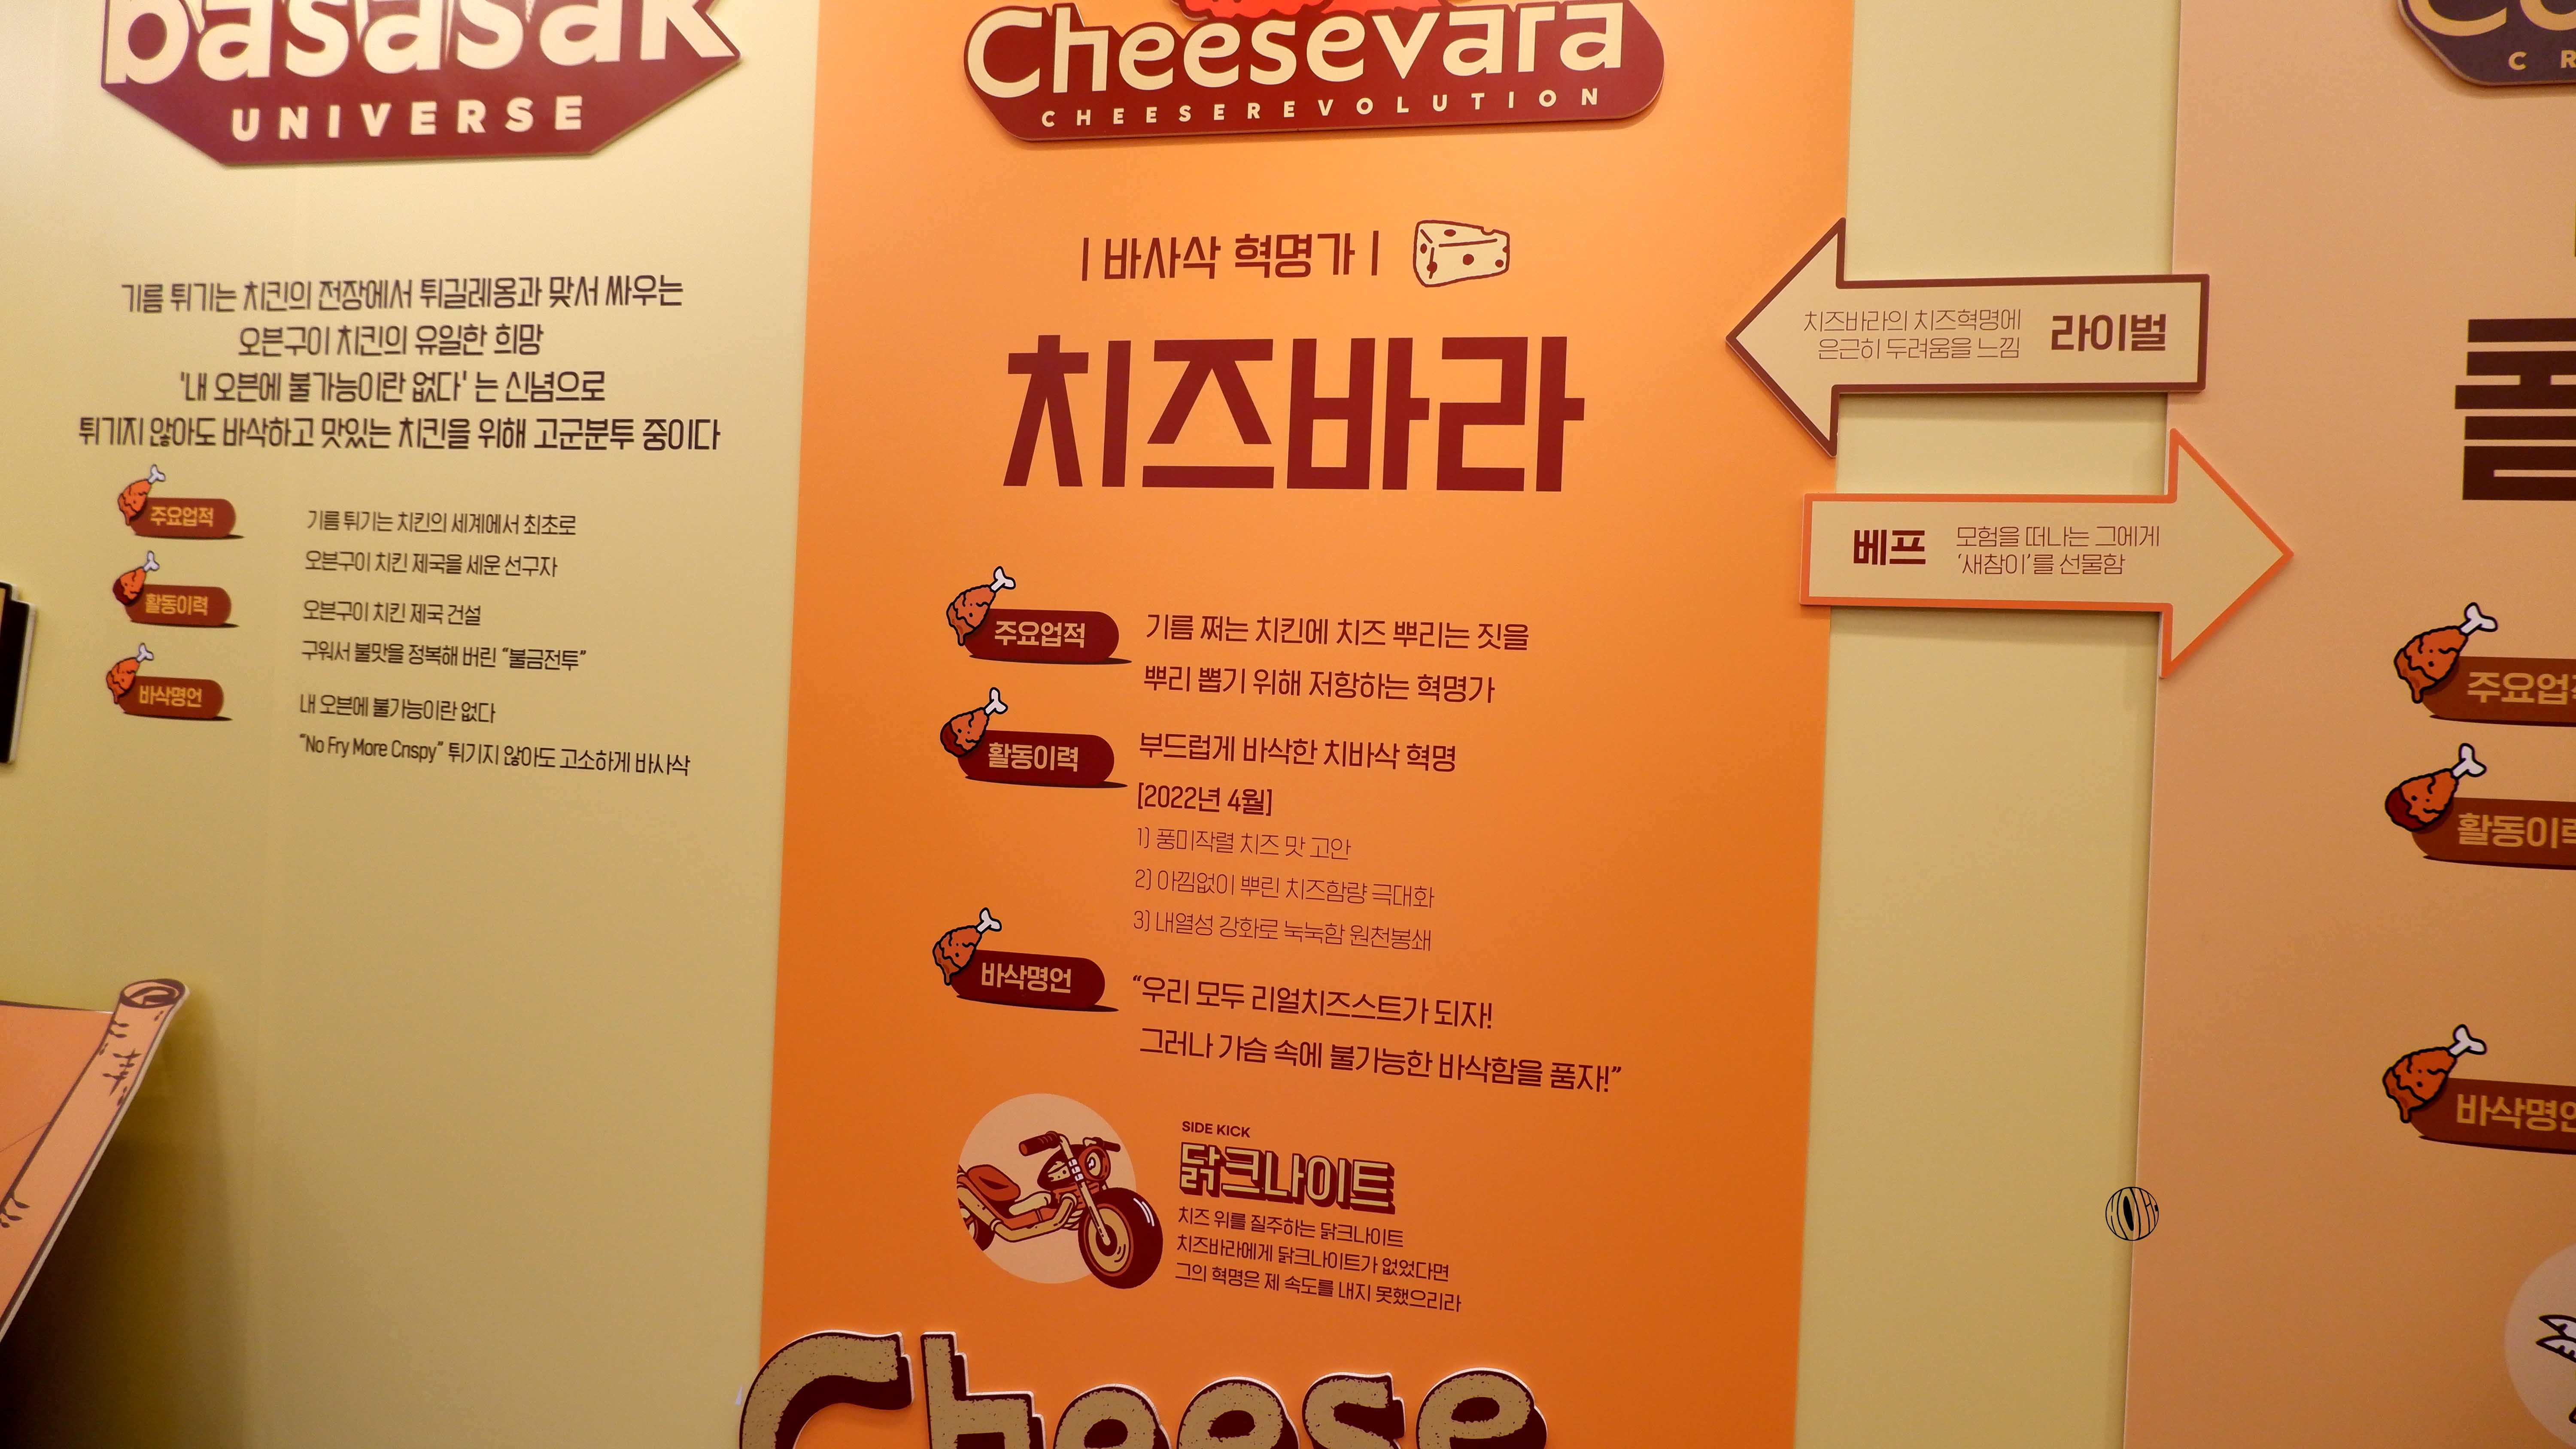 basasak
UNIVERSE
기름 튀기는 치킨의 전장에서 튀길레옹과 맞서 싸우는
오븐구이 치킨의 유일한 희망
'내 오븐에 불가능이란 없다' 는 신념으로
튀기지 않아도 바삭하고 맛있는 치킨을 위해 고군분투 중이다
주요업적
기름 튀기는 치킨의 세계에서 최초로
오븐구이 치킨 제국을 세운 선구자
활동이력
오븐구이 치킨 제국 건설
구워서 불맛을 정복해 버린 “불금전투”
바삭명언
내 오븐에 불가능이란 없다
“No Fry More Crispy” 튀기지 않아도 고소하게 바사삭
Cheesevara
CHEESEREVOLUTION
| 바사삭 혁명가 |
치즈바라
주요업적
기름 쩌는 치킨에 치즈 뿌리는 짓을
뿌리 뽑기 위해 저항하는 혁명가
활동이력
부드럽게 바삭한 치바삭 혁명
[2022년 4월]
1) 풍미작렬 치즈 맛 고안
2) 아낌없이 뿌린 치즈함량 극대화
3) 내열성 강화로 눅눅함 원천봉쇄
바삭명언
“우리 모두 리얼치즈스트가 되자!
그러나 가슴 속에 불가능한 바삭함을 품자!”
SIDE KICK
닭크나이트
치즈 위를 질주하는 닭크나이트
치즈바라에게 닭크나이트가 없었다면
그의 혁명은 제 속도를 내지 못했으리라
Cheese
치즈바라의 치즈혁명에
은근히 두려움을 느낌
라이벌
베프
모험을 떠나는 그에게
‘새참이’를 선물함
주요업
활동이력
바삭명언